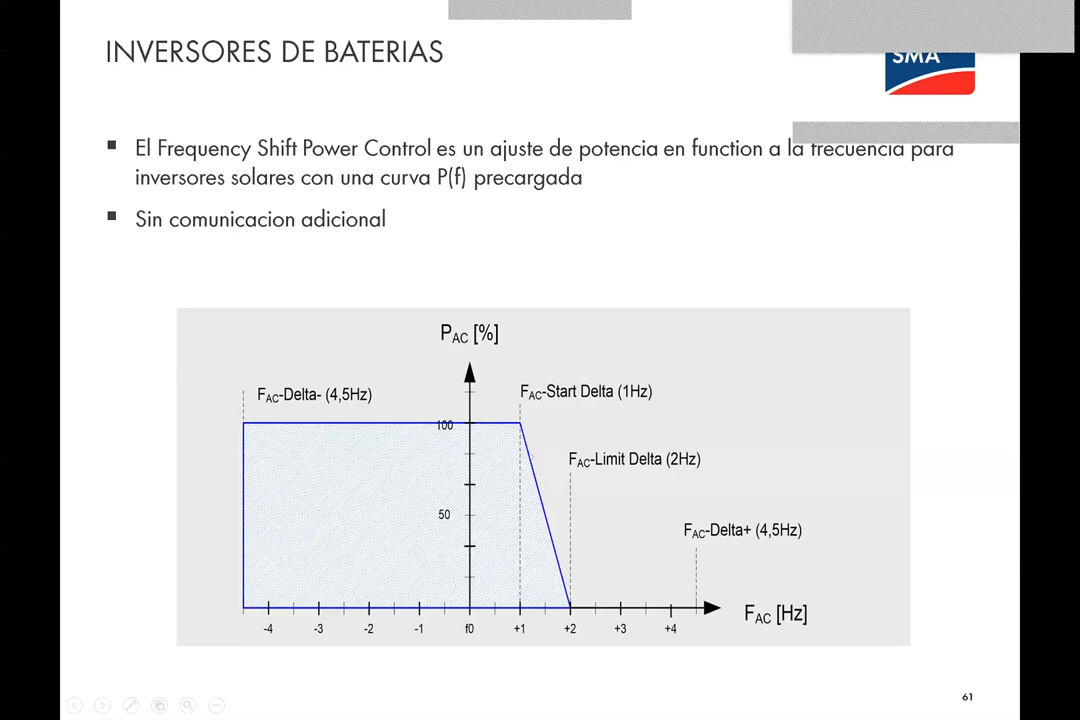 INVERSORES DE BATERIAS
SMA
El Frequency Shift Power Control es un ajuste de potencia en function a la frecuencia para
inversores solares con una curva P(f) precargada
Sin comunicacion adicional
PAC [%]
FAC-Delta- (4,5Hz)
FAC-Start Delta (1Hz)
100
FAC-Limit Delta (2Hz)
50
FAC-Delta+ (4,5Hz)
FAC [Hz]
-4 -3 -2 -1 f0 +1 +2 +3 +4
61